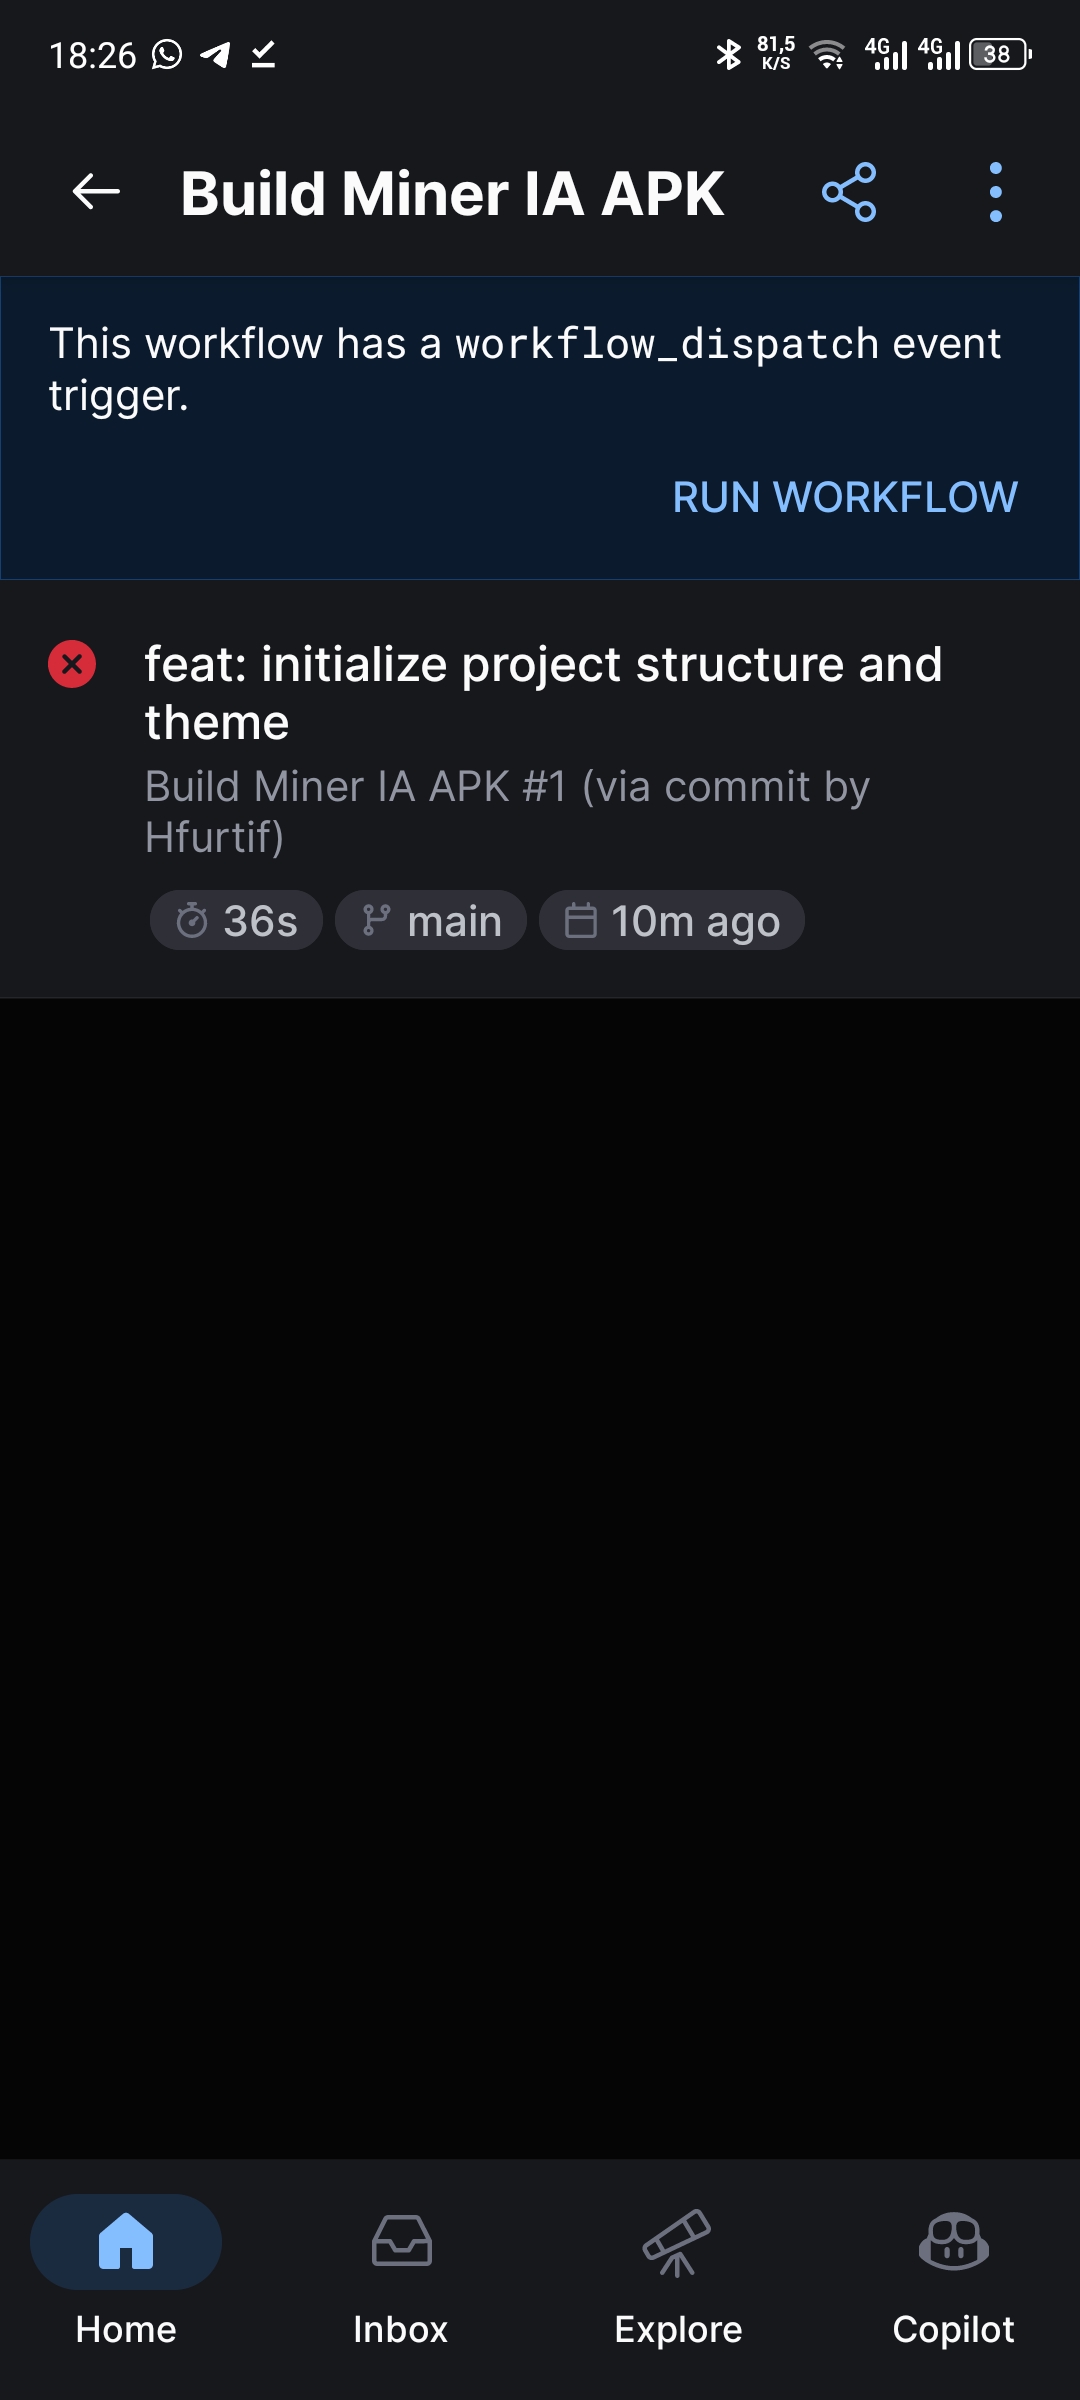 18:26
81,5
K/S
4G
4G
38
Build Miner IA APK
This workflow has a workflow_dispatch event
trigger.
RUN WORKFLOW
feat: initialize project structure and
theme
Build Miner IA APK #1 (via commit by
Hfurtif)
36s
main
10m ago
Home
Inbox
Explore
Copilot